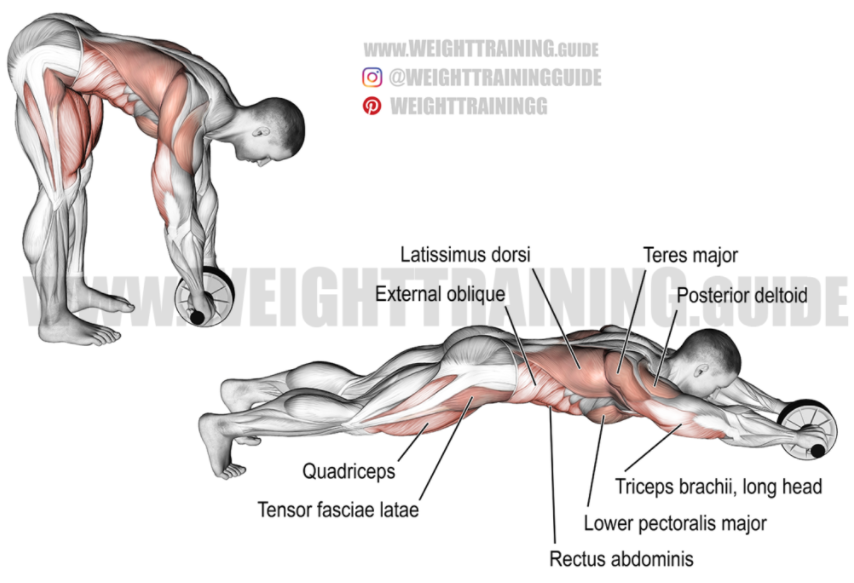 WWW.WEIGHTTRAINING.GUIDE
@WEIGHTTRAININGGUIDE
WEIGHTTRAININGG
Latissimus dorsi
Teres major
External oblique
Posterior deltoid
WWW.WEIGHTTRAINING.GUIDE
Quadriceps
Tensor fasciae latae
Triceps brachii, long head
Lower pectoralis major
Rectus abdominis